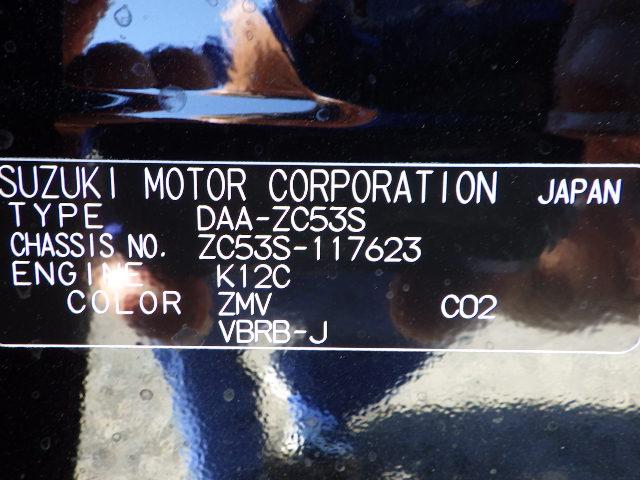 SUZUKI MOTOR CORPORATION JAPAN
TYPE DAA-ZC53S
CHASSIS NO. ZC53S-117623
ENGINE K12C
COLOR ZMV C02
VBRB-J